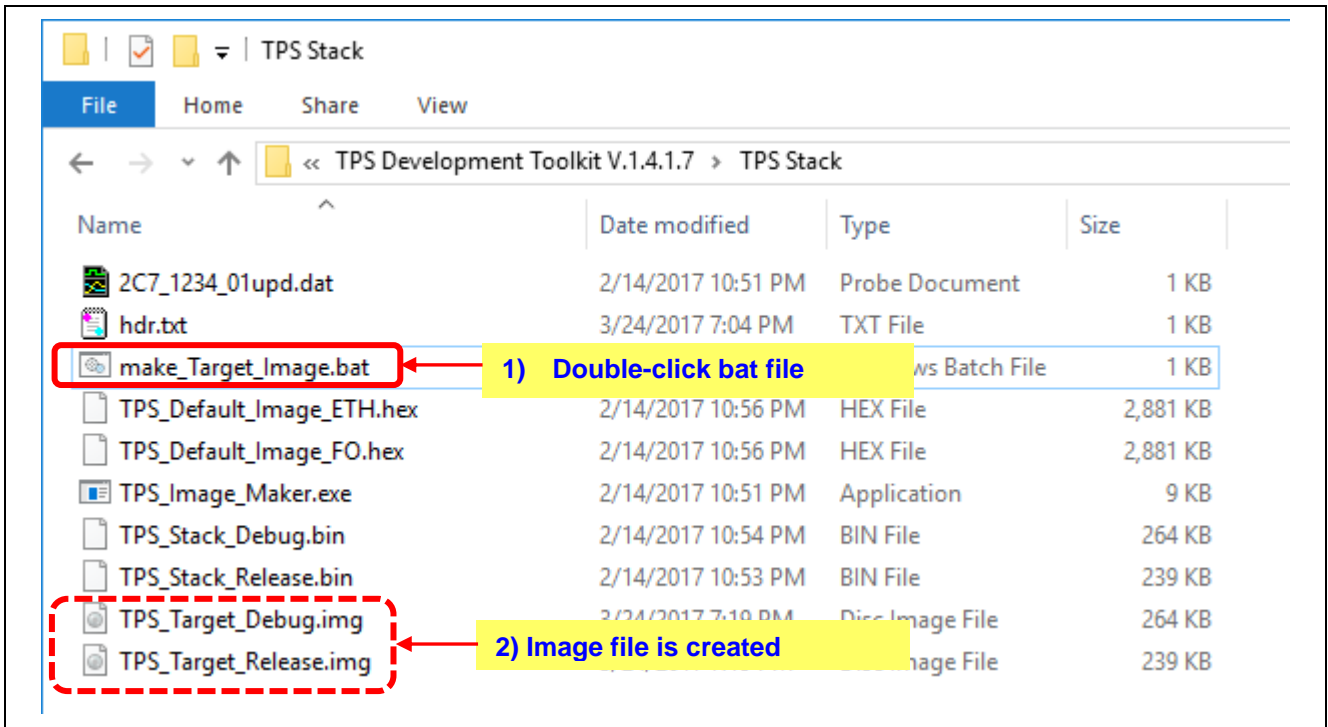 TPS Stack
File Home Share View
« TPS Development Toolkit V.1.4.1.7 > TPS Stack
Name Date modified Type Size
2C7_1234_01upd.dat 2/14/2017 10:51 PM Probe Document 1 KB
hdr.txt 3/24/2017 7:04 PM TXT File 1 KB
make_Target_Image.bat 1) Double-click bat file ws Batch File 1 KB
TPS_Default_Image_ETH.hex 2/14/2017 10:56 PM HEX File 2,881 KB
TPS_Default_Image_FO.hex 2/14/2017 10:56 PM HEX File 2,881 KB
TPS_Image_Maker.exe 2/14/2017 10:51 PM Application 9 KB
TPS_Stack_Debug.bin 2/14/2017 10:54 PM BIN File 264 KB
TPS_Stack_Release.bin 2/14/2017 10:53 PM BIN File 239 KB
TPS_Target_Debug.img 3/24/2017 7:19 PM Disc Image File 264 KB
TPS_Target_Release.img 2) Image file is created Image File 239 KB